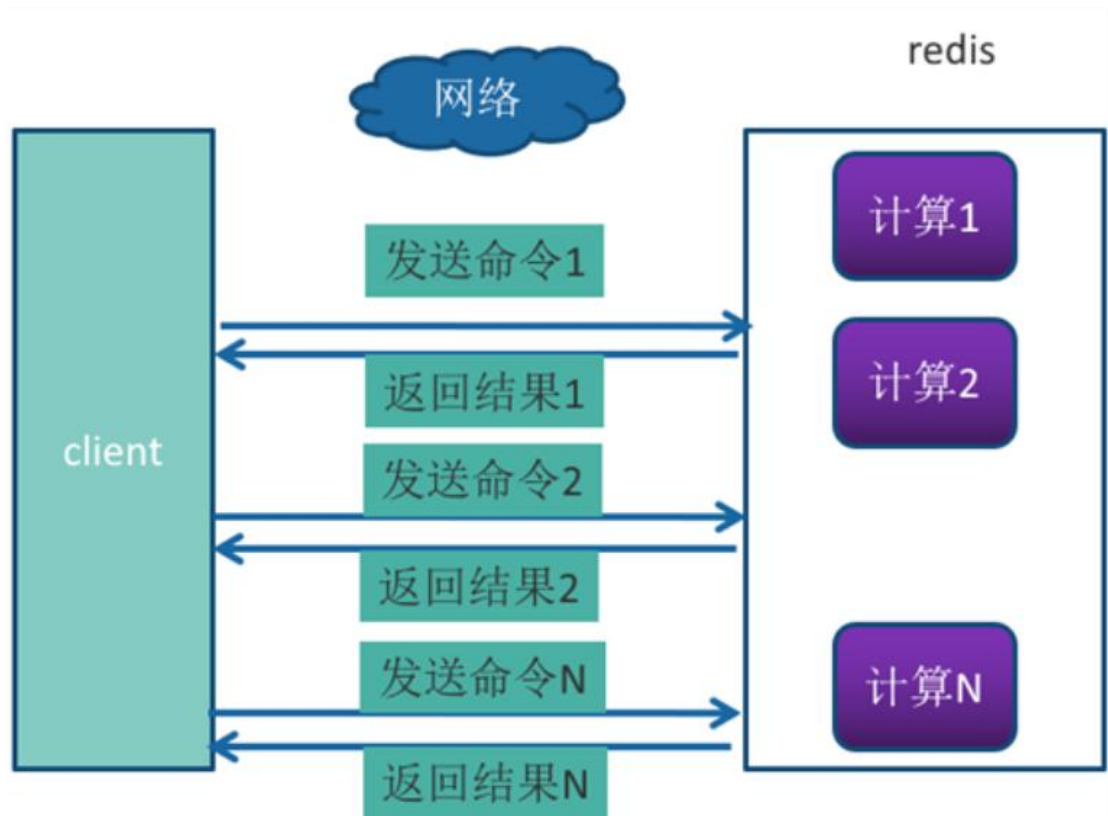 redis
网络
计算1
发送命令1
计算2
返回结果1
client
发送命令2
返回结果2
发送命令N
计算N
返回结果N